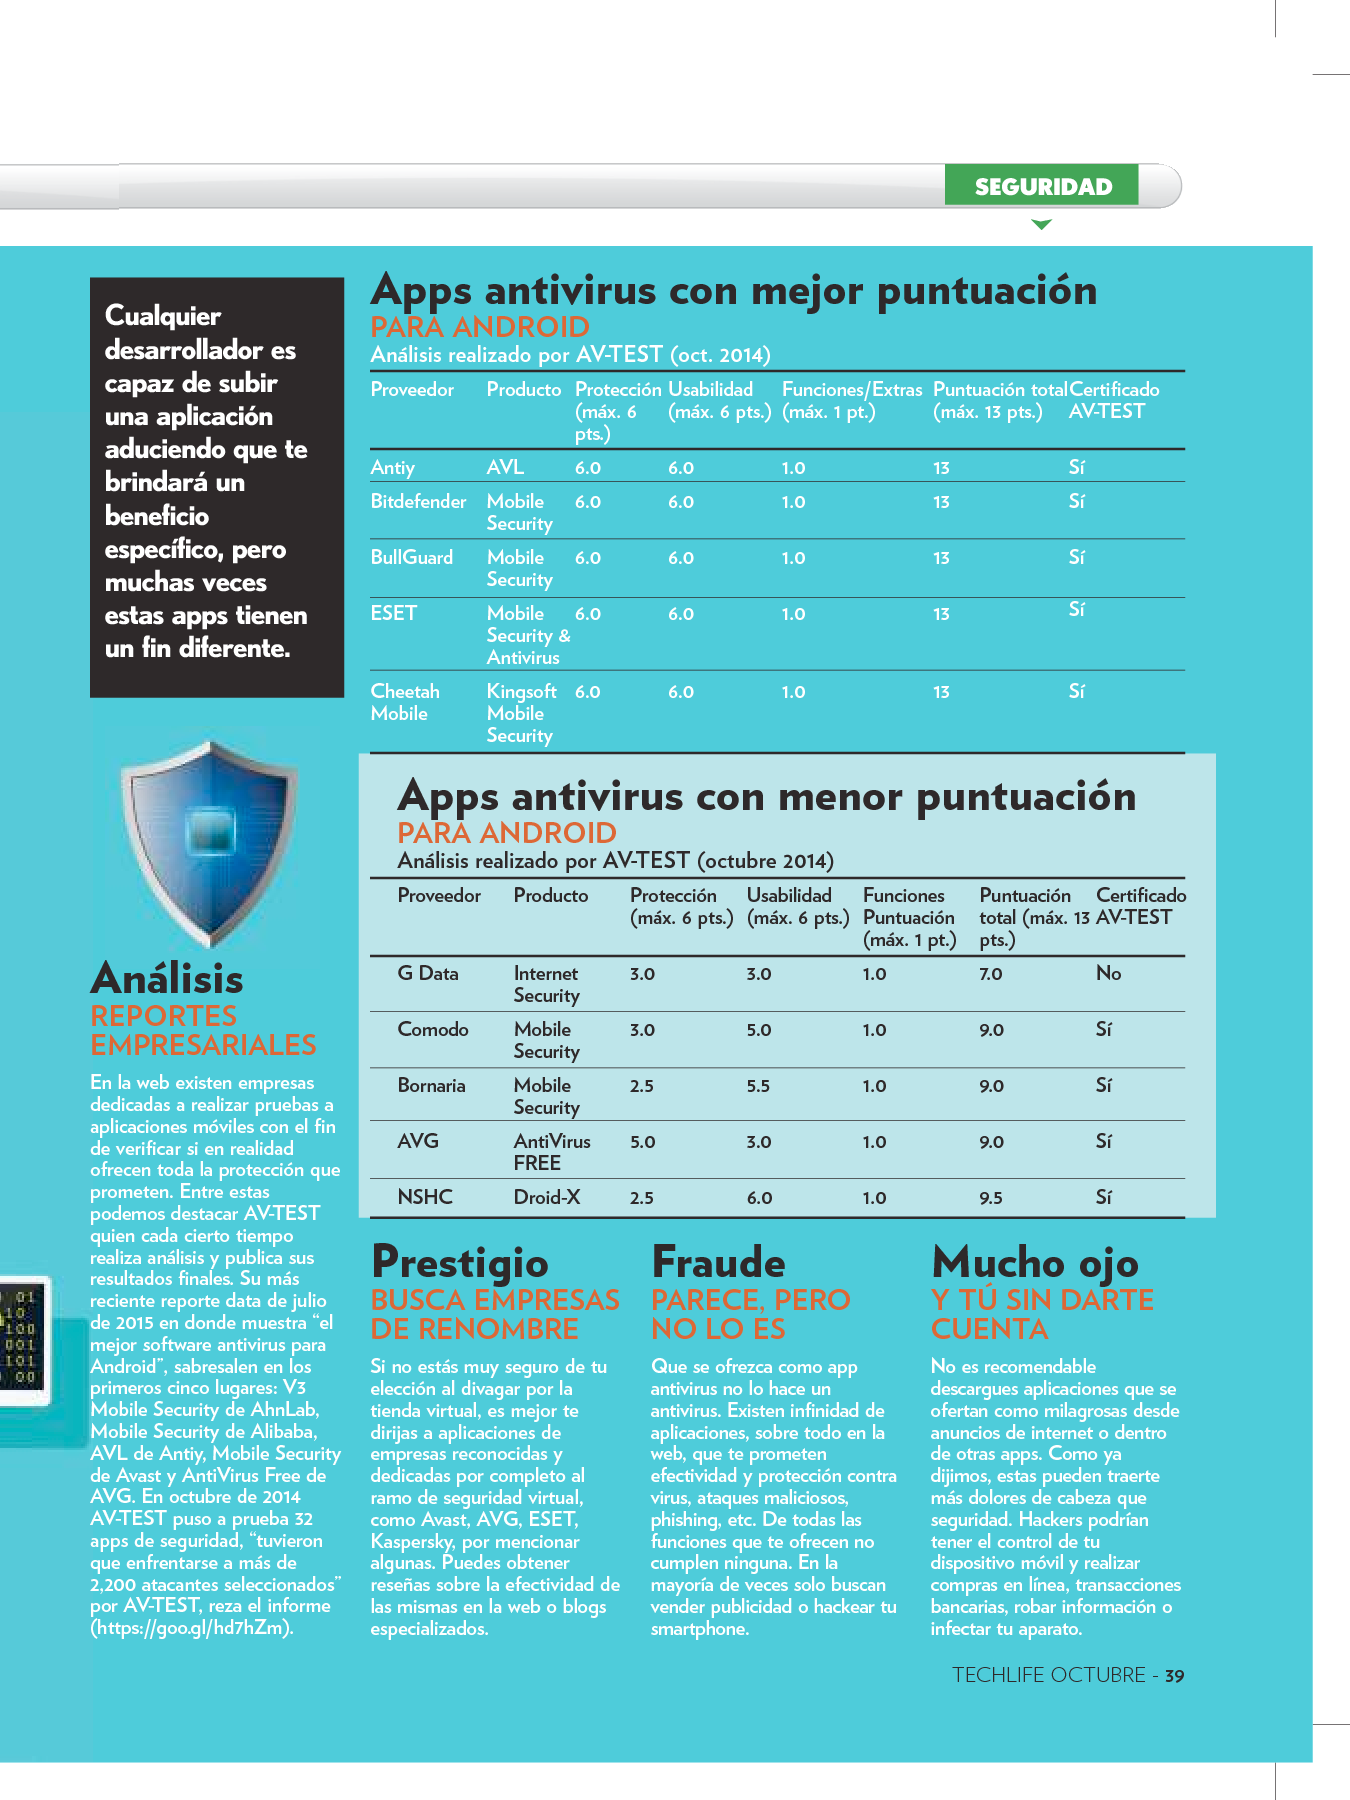 SEGURIDAD
Cualquier
desarrollador es
capaz de subir
una aplicación
aduciendo que te
brindará un
beneficio
específico, pero
muchas veces
estas apps tienen
un fin diferente.
Apps antivirus con mejor puntuación
PARA ANDROID
Análisis realizado por AV-TEST (oct. 2014)
Proveedor Producto Protección Usabilidad Funciones/Extras Puntuación total Certificado
(máx. 6 (máx. 6 pts.) (máx. 1 pt.) (máx. 13 pts.) AV-TEST
pts.)
Antiy AVL 6.0 6.0 1.0 13 Sí
Bitdefender Mobile 6.0 6.0 1.0 13 Sí
Security
BullGuard Mobile 6.0 6.0 1.0 13 Sí
Security
ESET Mobile 6.0 6.0 1.0 13 Sí
Security &
Antivirus
Cheetah Kingsoft 6.0 6.0 1.0 13 Sí
Mobile Mobile
Security
Apps antivirus con menor puntuación
PARA ANDROID
Análisis realizado por AV-TEST (octubre 2014)
Proveedor Producto Protección Usabilidad Funciones Puntuación Certificado
(máx. 6 pts.) (máx. 6 pts.) Puntuación total (máx. 13 AV-TEST
(máx. 1 pt.) pts.)
G Data Internet 3.0 3.0 1.0 7.0 No
Security
Comodo Mobile 3.0 5.0 1.0 9.0 Sí
Security
Bornaria Mobile 2.5 5.5 1.0 9.0 Sí
Security
AVG AntiVirus 5.0 3.0 1.0 9.0 Sí
FREE
NSHC Droid-X 2.5 6.0 1.0 9.5 Sí
Análisis
REPORTES
EMPRESARIALES
En la web existen empresas
dedicadas a realizar pruebas a
aplicaciones móviles con el fin
de verificar si en realidad
ofrecen toda la protección que
prometen. Entre estas
podemos destacar AV-TEST
quien cada cierto tiempo
realiza análisis y publica sus
resultados finales. Su más
reciente reporte data de julio
de 2015 en donde muestra “el
mejor software antivirus para
Android”, sabresalen en los
primeros cinco lugares: V3
Mobile Security de AhnLab,
Mobile Security de Alibaba,
AVL de Antiy, Mobile Security
de Avast y AntiVirus Free de
AVG. En octubre de 2014
AV-TEST puso a prueba 32
apps de seguridad, “tuvieron
que enfrentarse a más de
2,200 atacantes seleccionados”
por AV-TEST, reza el informe
(https://goo.gl/hd7hZm).
Prestigio
BUSCA EMPRESAS
DE RENOMBRE
Si no estás muy seguro de tu
elección al divagar por la
tienda virtual, es mejor te
dirijas a aplicaciones de
empresas reconocidas y
dedicadas por completo al
ramo de seguridad virtual,
como Avast, AVG, ESET,
Kaspersky, por mencionar
algunas. Puedes obtener
reseñas sobre la efectividad de
las mismas en la web o blogs
especializados.
Fraude
PARECE, PERO
NO LO ES
Que se ofrezca como app
antivirus no lo hace un
antivirus. Existen infinidad de
aplicaciones, sobre todo en la
web, que te prometen
efectividad y protección contra
virus, ataques maliciosos,
phishing, etc. De todas las
funciones que te ofrecen no
cumplen ninguna. En la
mayoría de veces solo buscan
vender publicidad o hackear tu
smartphone.
Mucho ojo
Y TÚ SIN DARTE
CUENTA
No es recomendable
descargues aplicaciones que se
ofertan como milagrosas desde
anuncios de internet o dentro
de otras apps. Como ya
dijimos, estas pueden traerte
más dolores de cabeza que
seguridad. Hackers podrían
tener el control de tu
dispositivo móvil y realizar
compras en línea, transacciones
bancarias, robar información o
infectar tu aparato.
01
10
100
001
101
00
TECHLIFE OCTUBRE - 39